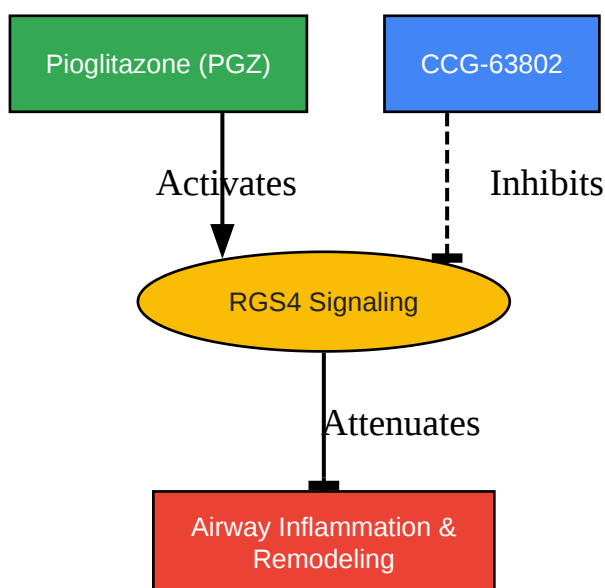 Pioglitazone (PGZ)
CCG-63802
Activates
Inhibits
RGS4 Signaling
Attenuates
Airway Inflammation &
Remodeling